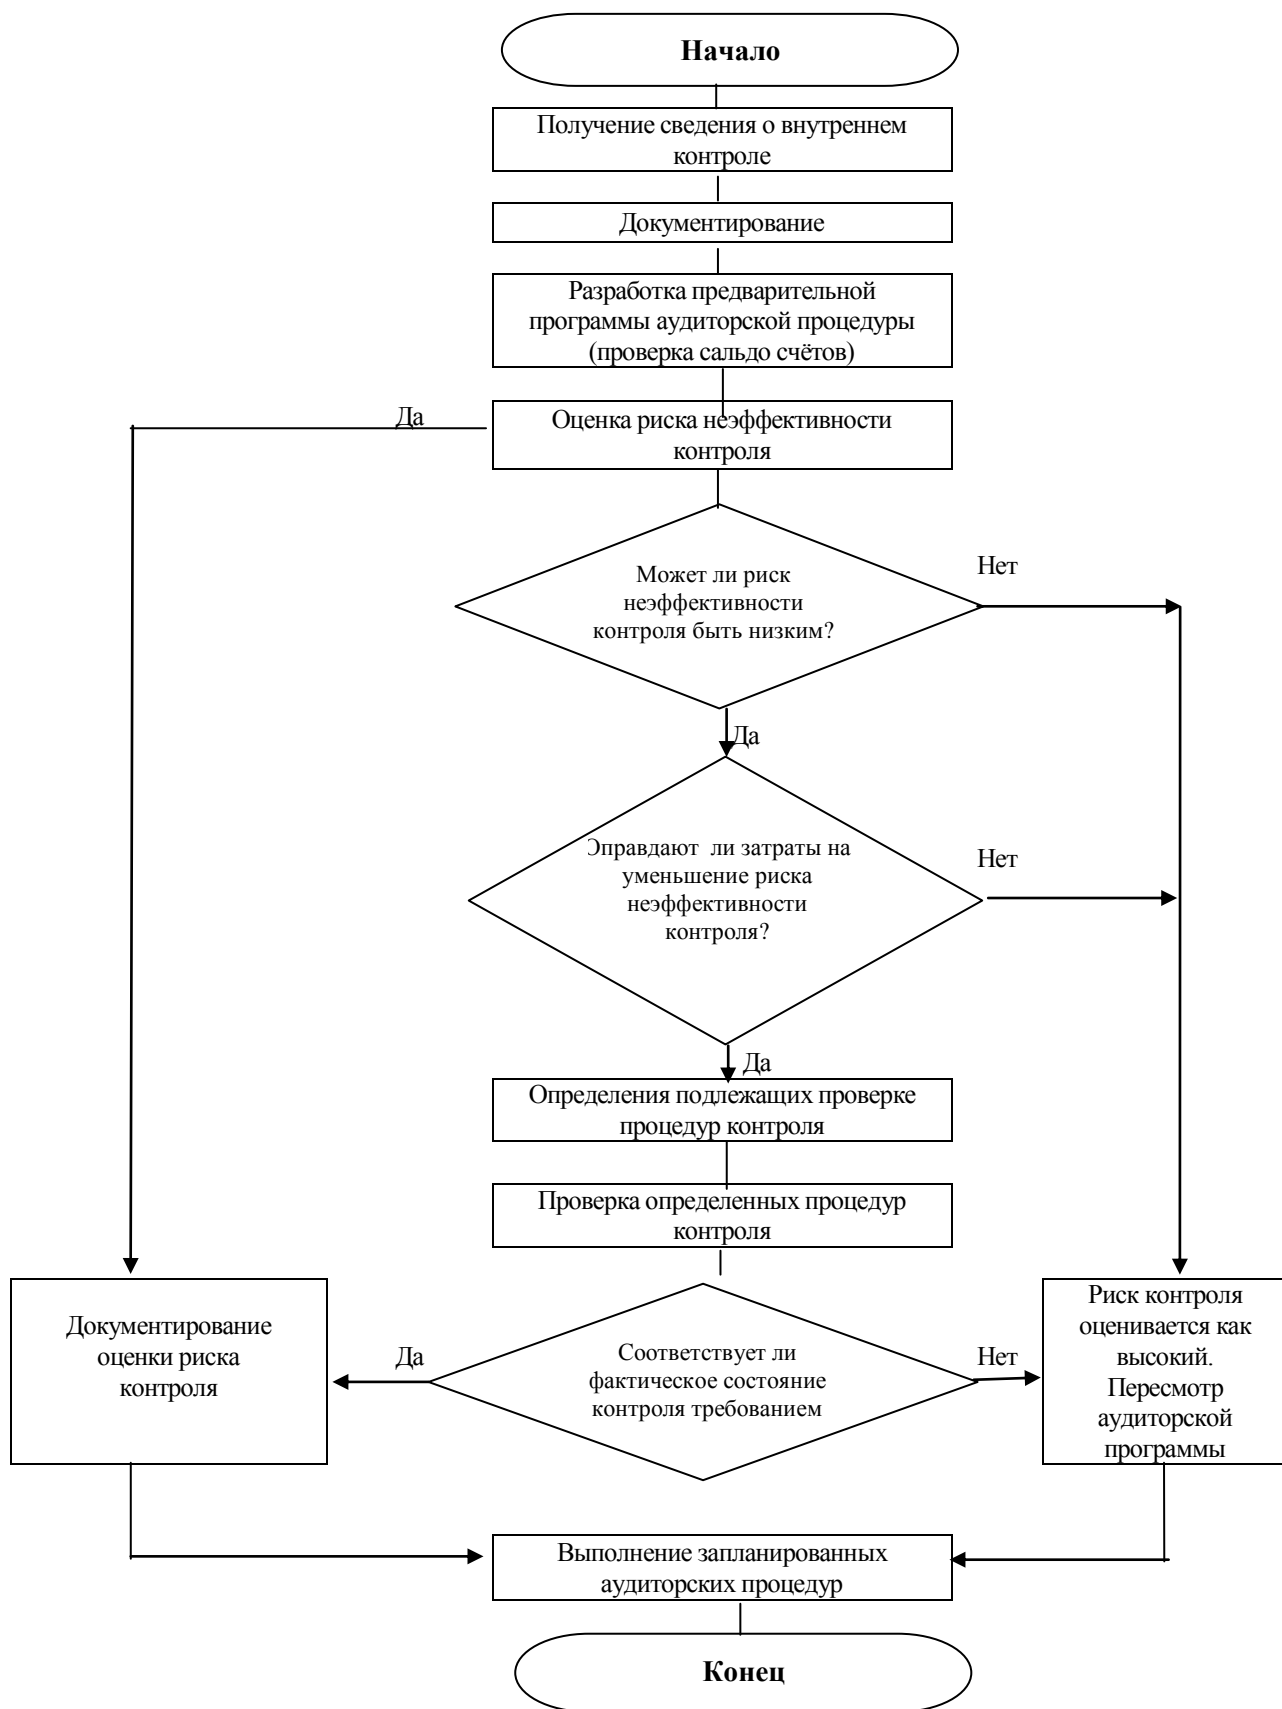 Начало
Получение сведения о внутреннем
контроле
Документирование
Разработка предварительной
программы аудиторской процедуры
(проверка сальдо счётов)
Да
Оценка риска неэффективности
контроля
Может ли риск
неэффективности
контроля быть низким?
Нет
Да
Оправдают ли затраты на
уменьшение риска
неэффективности
контроля?
Нет
Да
Определения подлежащих проверке
процедур контроля
Проверка определенных процедур
контроля
Документирование
оценки риска
контроля
Да
Соответствует ли
фактическое состояние
контроля требованием
Нет
Риск контроля
оценивается как
высокий.
Пересмотр
аудиторской
программы
Выполнение запланированных
аудиторских процедур
Конец